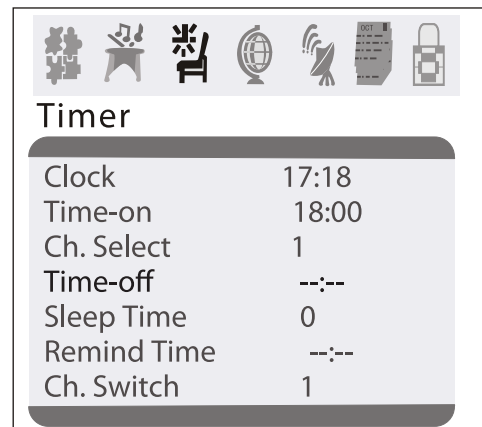 OCT
Timer
Clock 17:18
Time-on 18:00
Ch. Select 1
Time-off --:--
Sleep Time 0
Remind Time --:--
Ch. Switch 1